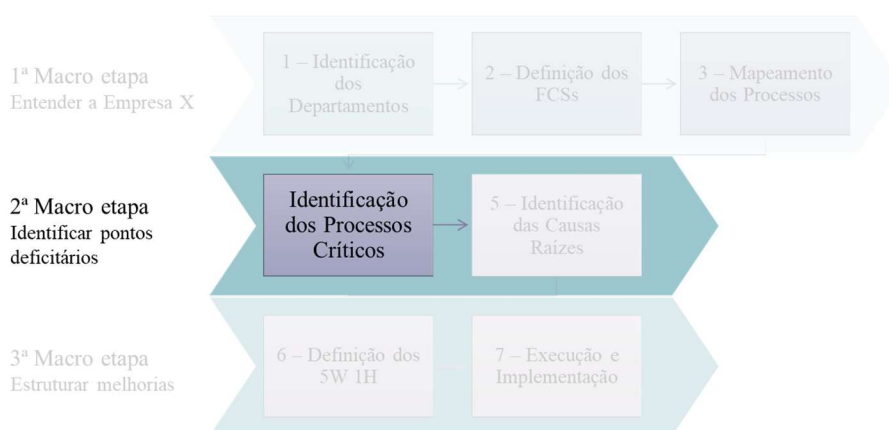 1ª Macro etapa
Entender a Empresa X
1 – Identificação
dos
Departamentos
2 – Definição dos
FCSs
3 – Mapeamento
dos Processos
2ª Macro etapa
Identificar pontos
deficitários
Identificação
dos Processos
Críticos
5 – Identificação
das Causas
Raízes
3ª Macro etapa
Estruturar melhorias
6 – Definição dos
5W 1H
7 – Execução e
Implementação